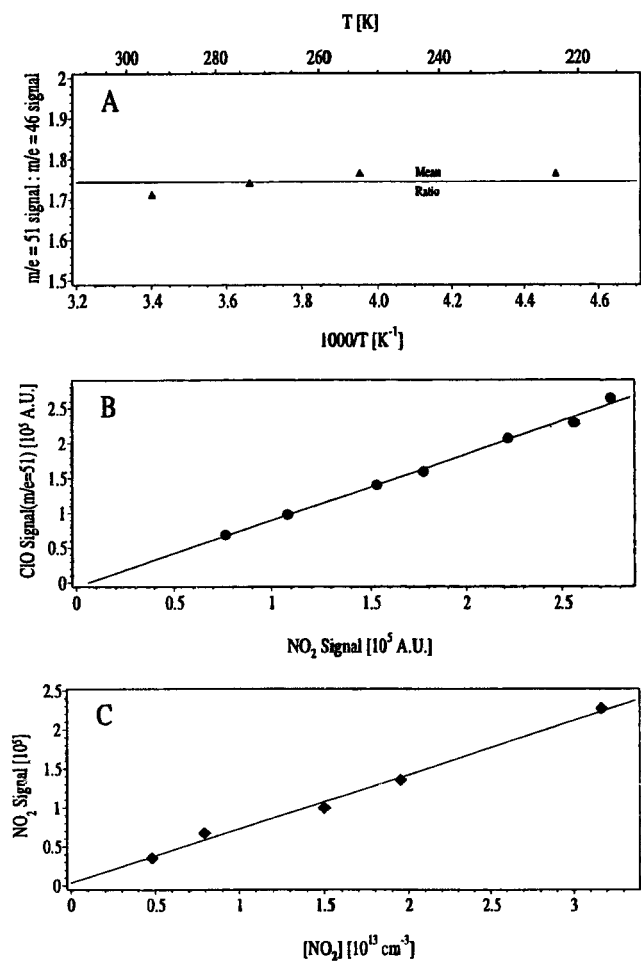 T [K]
300 280 260 240 220
2
1.9
1.8
1.7
1.6
1.5
m/e = 51 signal : m/e = 46 signal
A
Mean
Ratio
3.2 3.4 3.6 3.8 4.0 4.2 4.4 4.6
1000/T [K⁻¹]
B
2.5
2
1.5
1
0.5
0
ClO Signal(m/e=51) [10⁵ A.U.]
0 0.5 1 1.5 2 2.5
NO₂ Signal [10⁵ A.U.]
C
2.5
2
1.5
1
0.5
0
NO₂ Signal [10⁵]
0 0.5 1 1.5 2 2.5 3
[NO₂] [10¹³ cm⁻³]